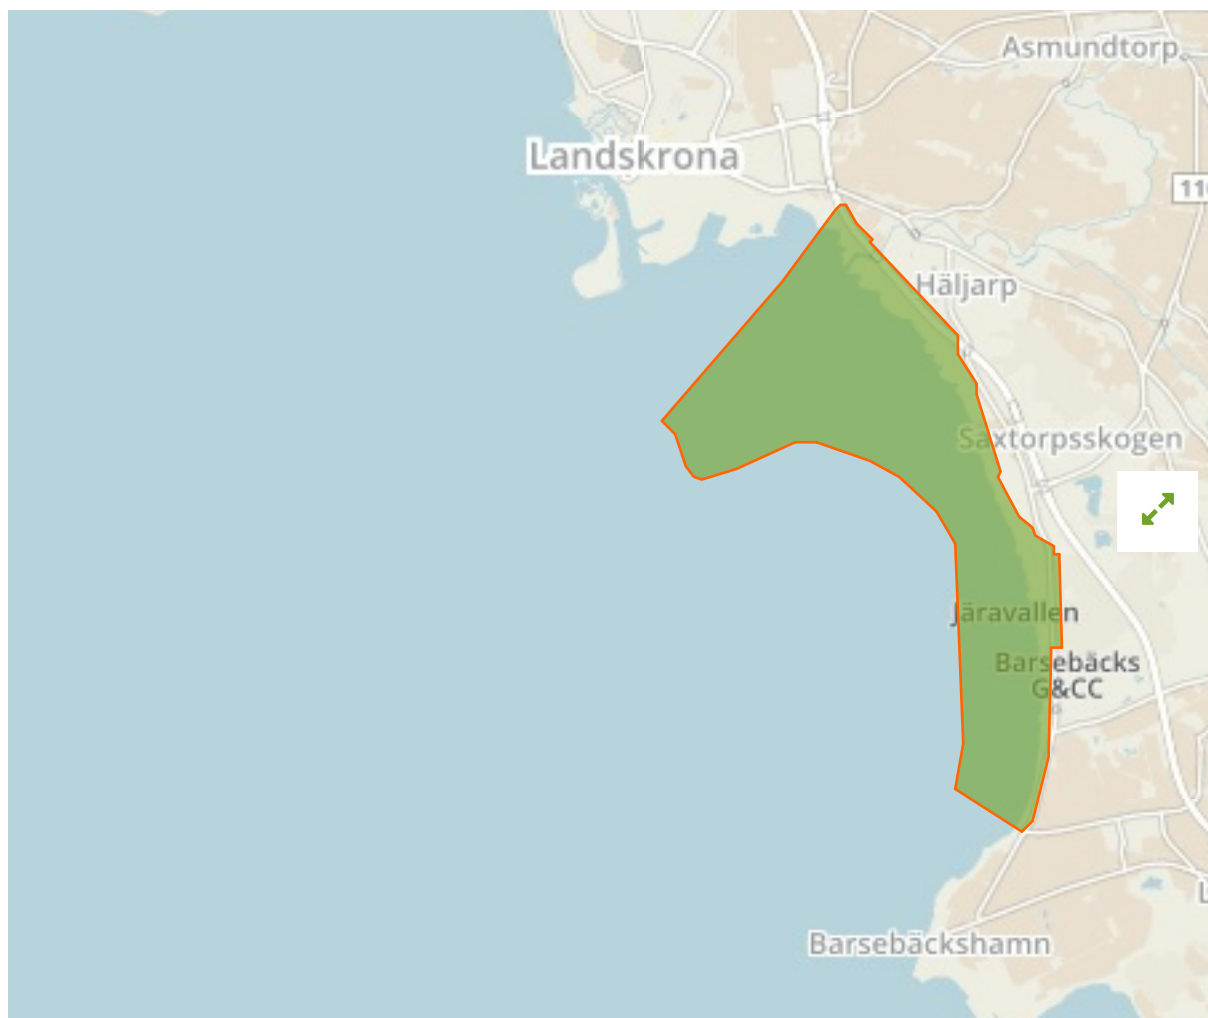 Asmundtorp
Landskrona
Häljarp
Saxtorpsskogen
Järavallen
Barsebäcks
G&CC
Barsebäckshamn